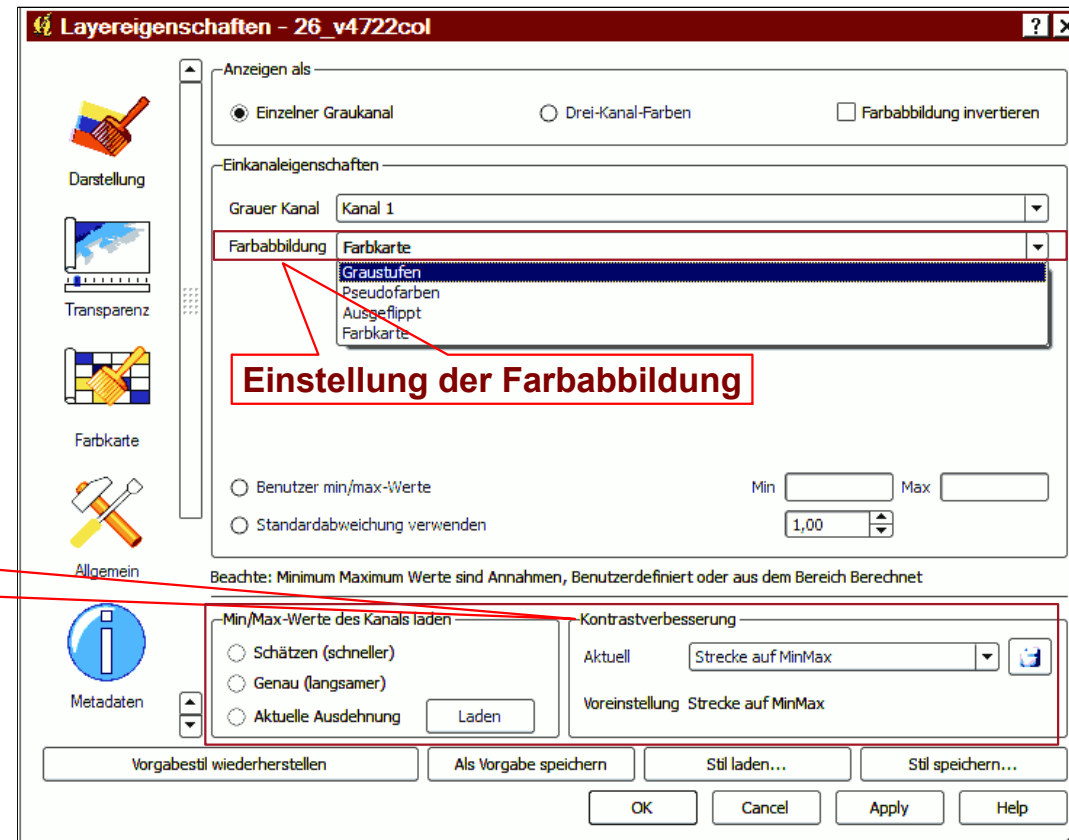 Layereigenschaften - 26_v4722col
Darstellung
Transparenz
Farbkarte
Allgemein
Metadaten
Anzeigen als
Einzelner Graukanal
Drei-Kanal-Farben
Farbabbildung invertieren
Einkanaleigenschaften
Grauer Kanal Kanal 1
Farbabbildung Farbkarte
Graustufen
Pseudofarben
Ausgeflippt
Farbkarte
Einstellung der Farbabbildung
Benutzer min/max-Werte Min Max
Standardabweichung verwenden 1,00
Beachte: Minimum Maximum Werte sind Annahmen, Benutzerdefiniert oder aus dem Bereich Berechnet
Min/Max-Werte des Kanals laden
Schätzen (schneller)
Genau (langsamer)
Aktuelle Ausdehnung Laden
Kontrastverbesserung
Aktuell Strecke auf MinMax
Voreinstellung Strecke auf MinMax
Vorgabestil wiederherstellen Als Vorgabe speichern Stil laden... Stil speichern...
OK Cancel Apply Help